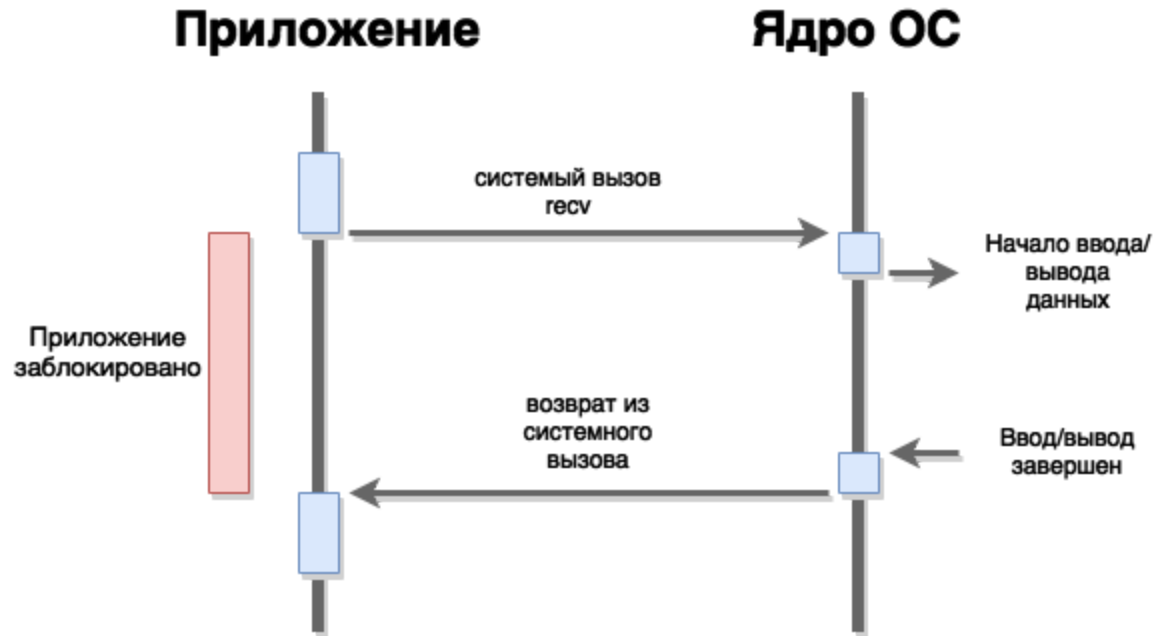 Приложение
Ядро ОС
системый вызов
recv
Начало ввода/
вывода
данных
Приложение
заблокировано
возврат из
системного
вызова
Ввод/вывод
завершен